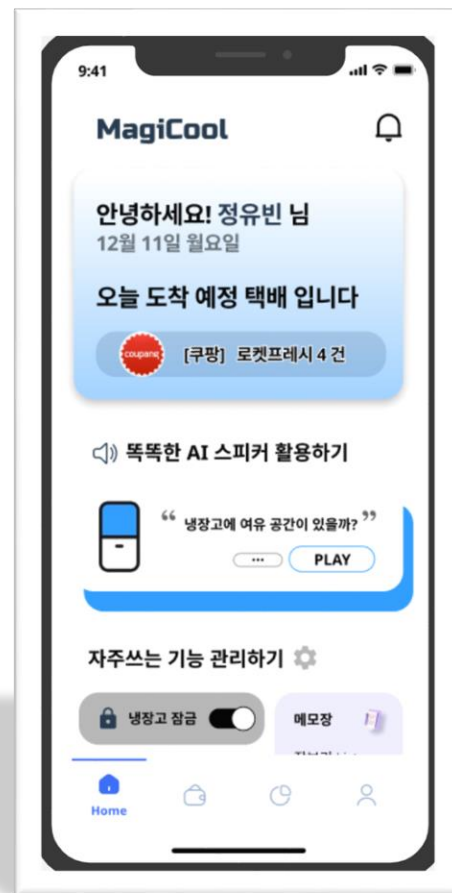 9:41
MagiCool
안녕하세요! 정유빈 님
12월 11일 월요일
오늘 도착 예정 택배 입니다
coupang
[쿠팡] 로켓프레시 4 건
똑똑한 AI 스피커 활용하기
“ 냉장고에 여유 공간이 있을까? ”
... PLAY
자주쓰는 기능 관리하기
냉장고 잠금
메모장
Home